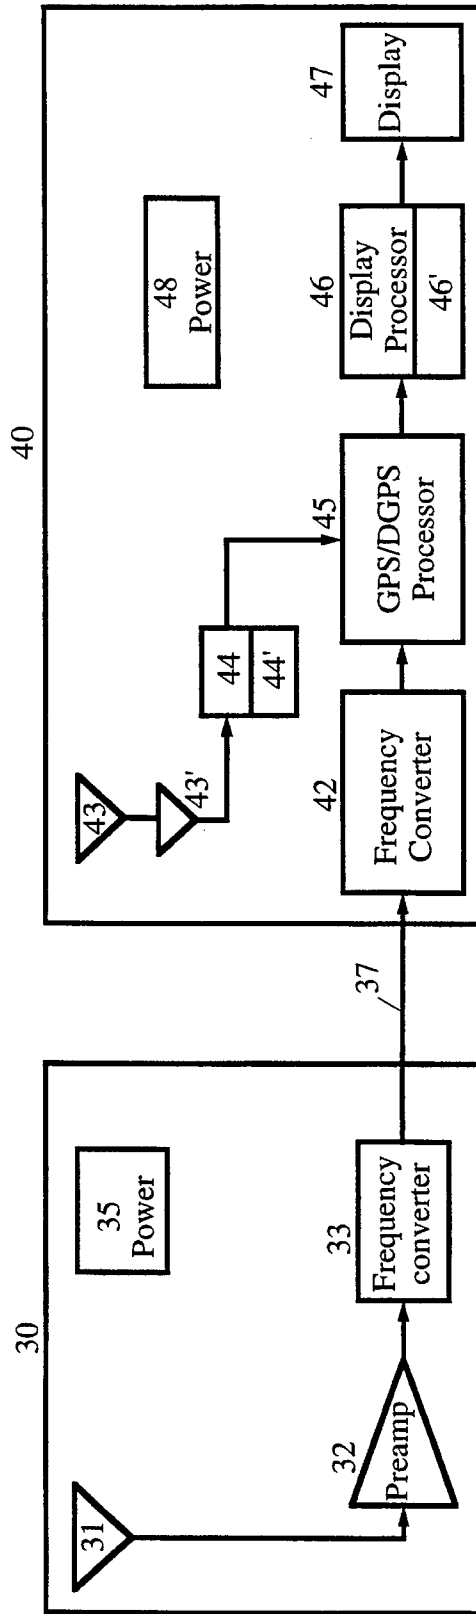 30
31
35
Power
32
Preamp
33
Frequency
converter
37
40
43
43'
44
44'
48
Power
42
Frequency
Converter
45
GPS/DGPS
Processor
46
Display
Processor
46'
47
Display